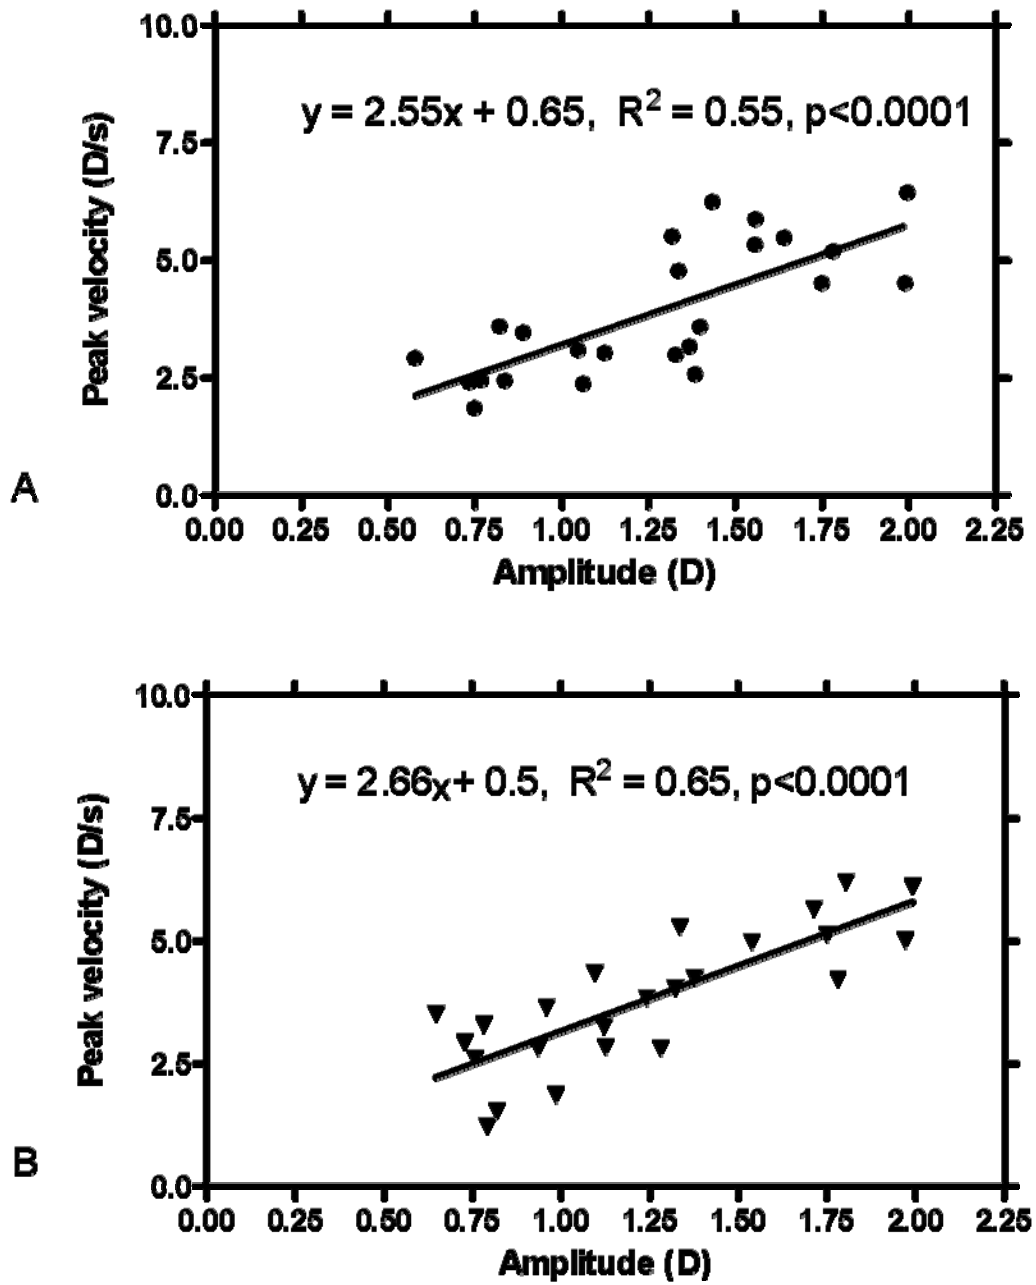 10.0
y = 2.55x + 0.65, R² = 0.55, p<0.0001
7.5
Peak velocity (D/s)
5.0
2.5
A
0.0
0.00 0.25 0.50 0.75 1.00 1.25 1.50 1.75 2.00 2.25
Amplitude (D)
10.0
y = 2.66x + 0.5, R² = 0.65, p<0.0001
7.5
Peak velocity (D/s)
5.0
2.5
B
0.0
0.00 0.25 0.50 0.75 1.00 1.25 1.50 1.75 2.00 2.25
Amplitude (D)